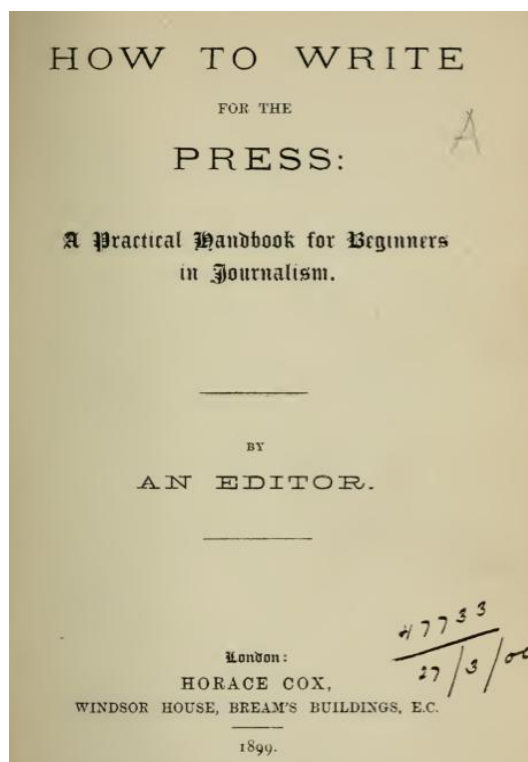 HOW TO WRITE
FOR THE
PRESS:
A
A Practical Handbook for Beginners
in Journalism.
BY
AN EDITOR.
47733
27/3/00
London:
HORACE COX,
WINDSOR HOUSE, BREAM'S BUILDINGS, E.C.
1899.